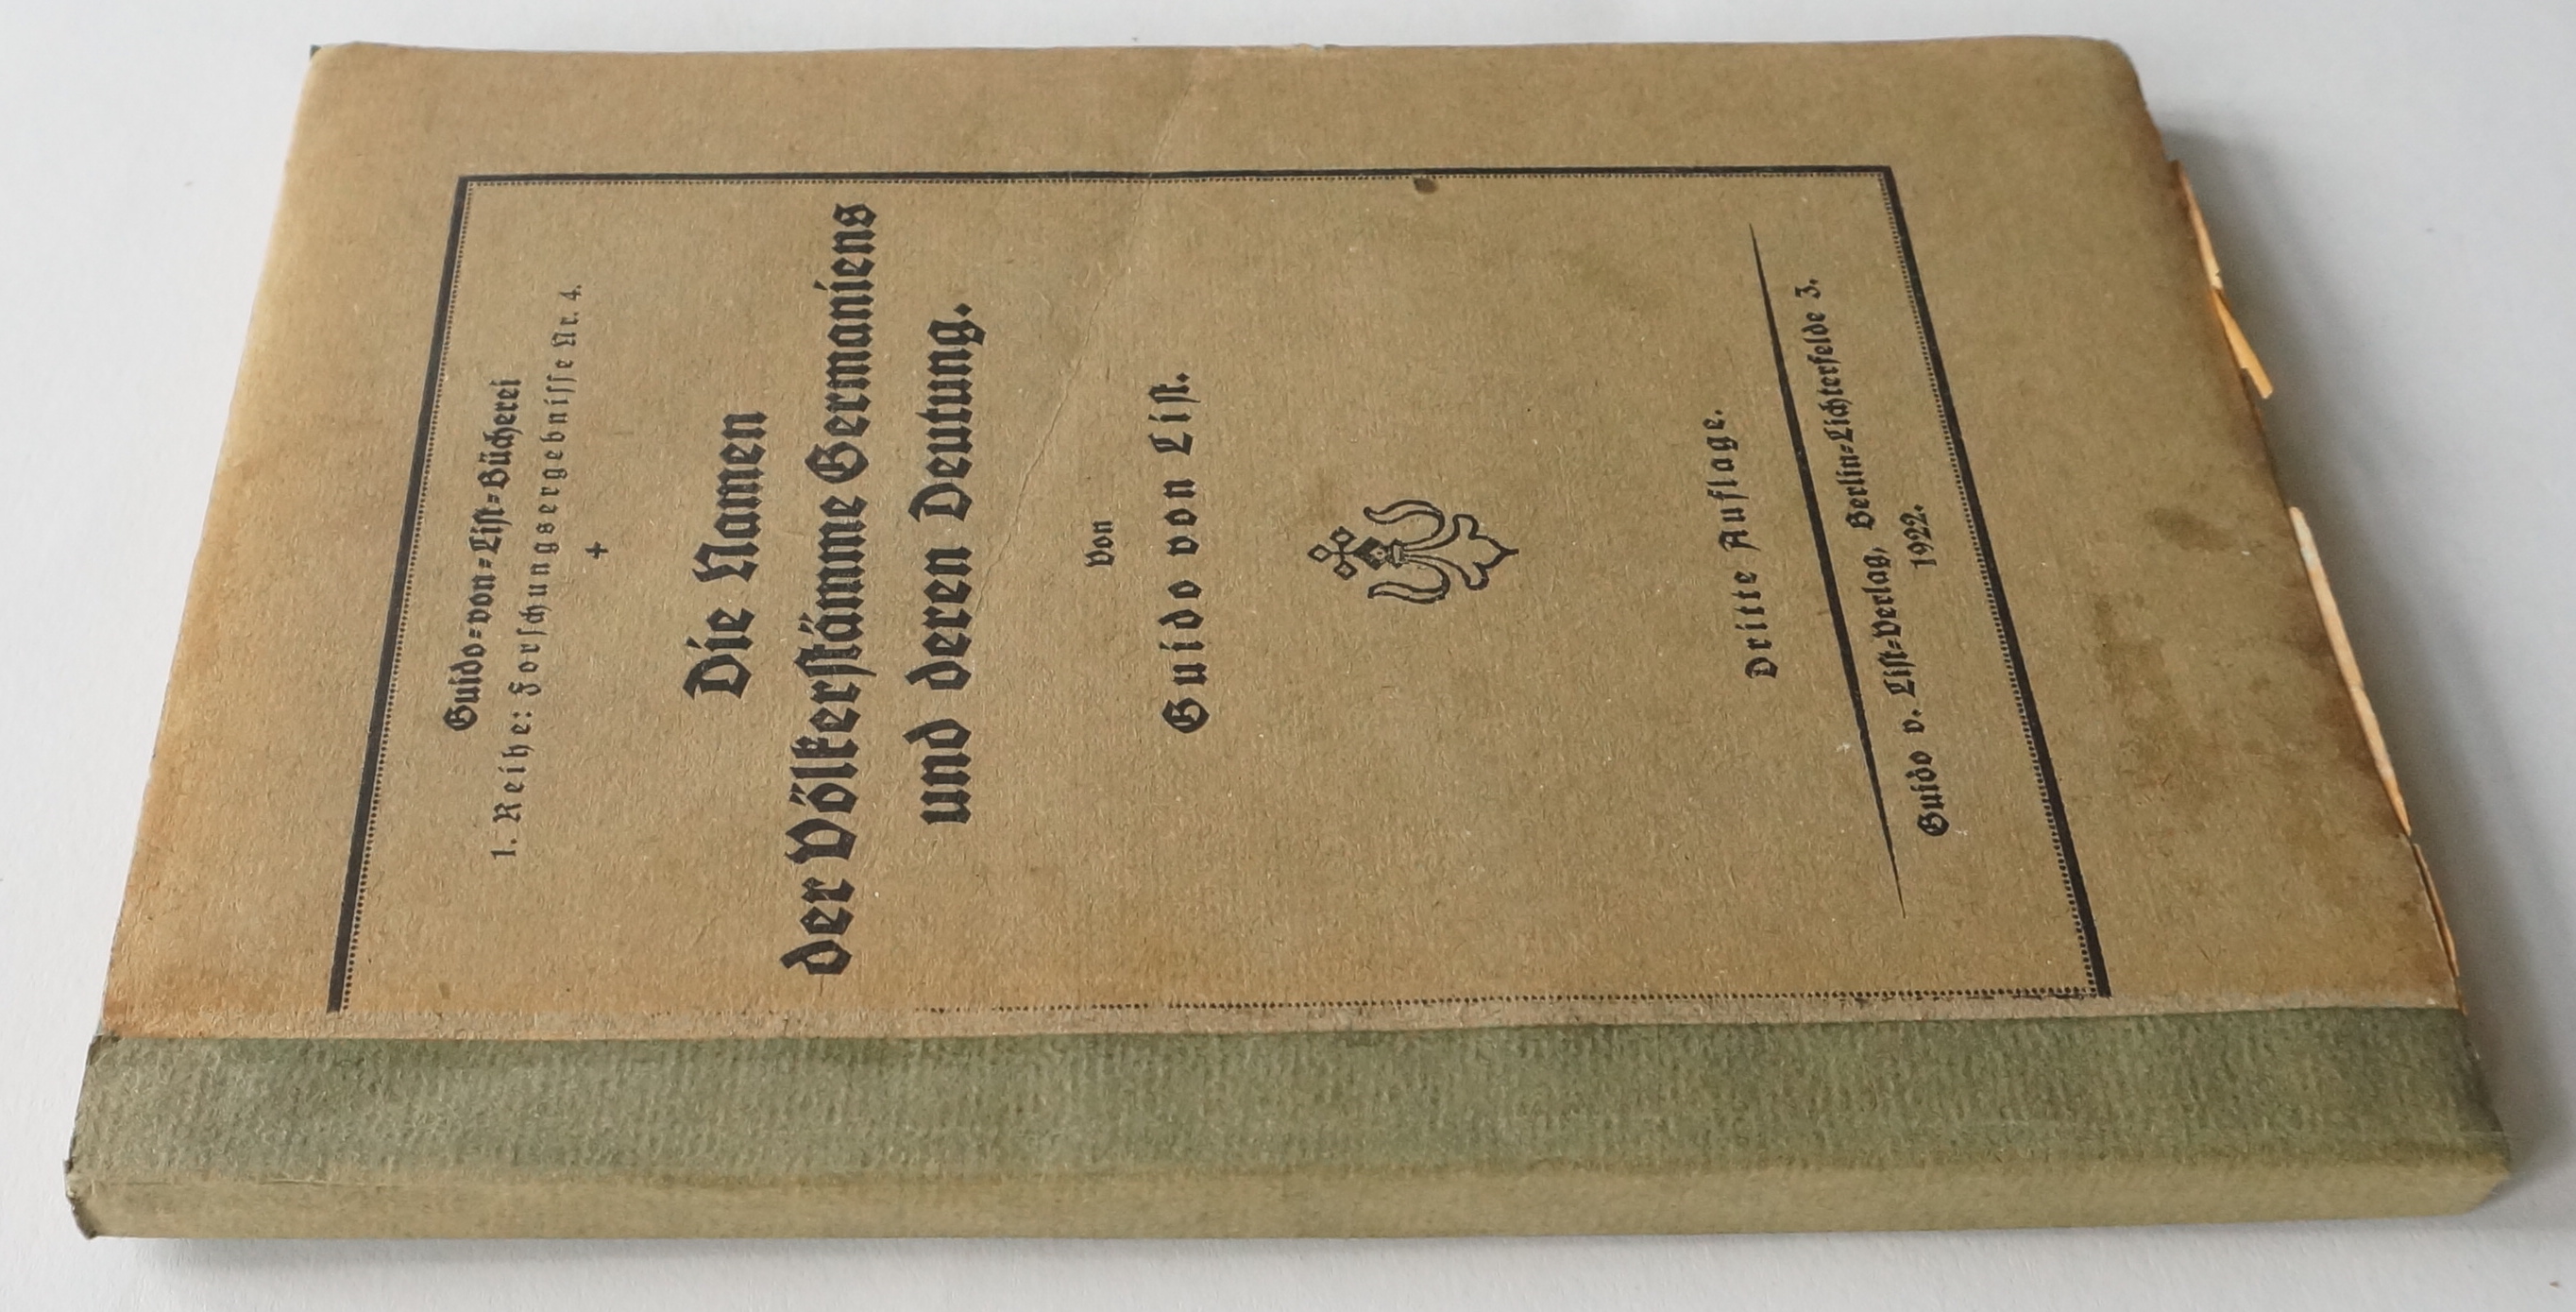 Guido-von-List-Bücherei
1. Reihe: Forschungsergebnisse Nr. 4.
Die Namen
der Völkerstämme Germaniens
und deren Deutung.
Von
Guido von List.
Dritte Auflage.
Guido v. List-Verlag, Berlin-Lichterfelde 3.
1922.